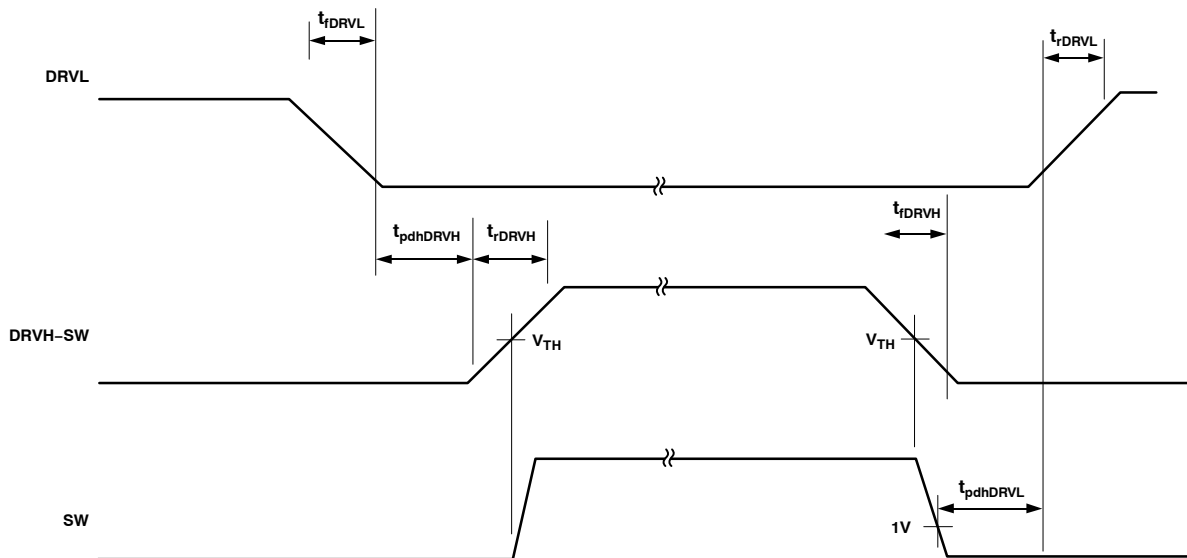 tfDRVL
trDRVL
DRVL
tfDRVH
tpdhDRVH
trDRVH
DRVH–SW
VTH
VTH
tpdhDRVL
SW
1V